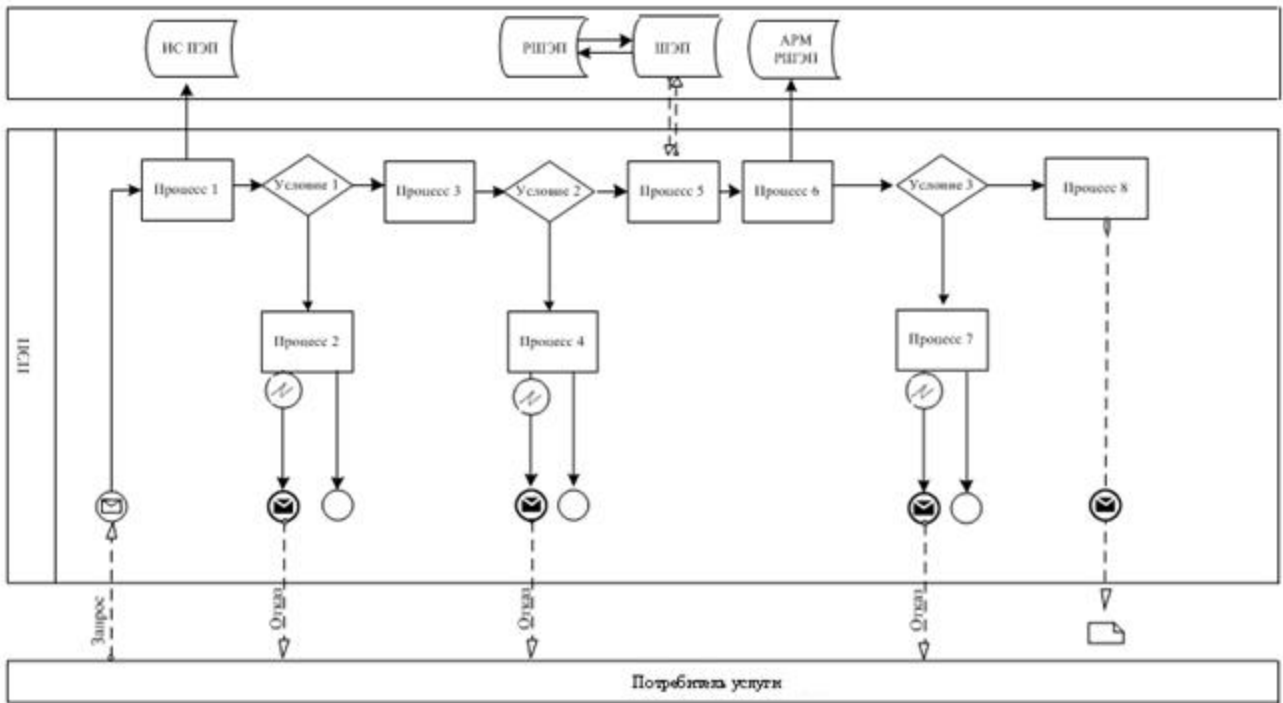 ИС ПЭП
РШЭП
ШЭП
АРМ
РШЭП
Процесс 1
Условие 1
Процесс 3
Условие 2
Процесс 5
Процесс 6
Условие 3
Процесс 8
Процесс 2
Процесс 4
Процесс 7
ПЭП
Запрос
Отказ
Отказ
Отказ
Потребитель услуги